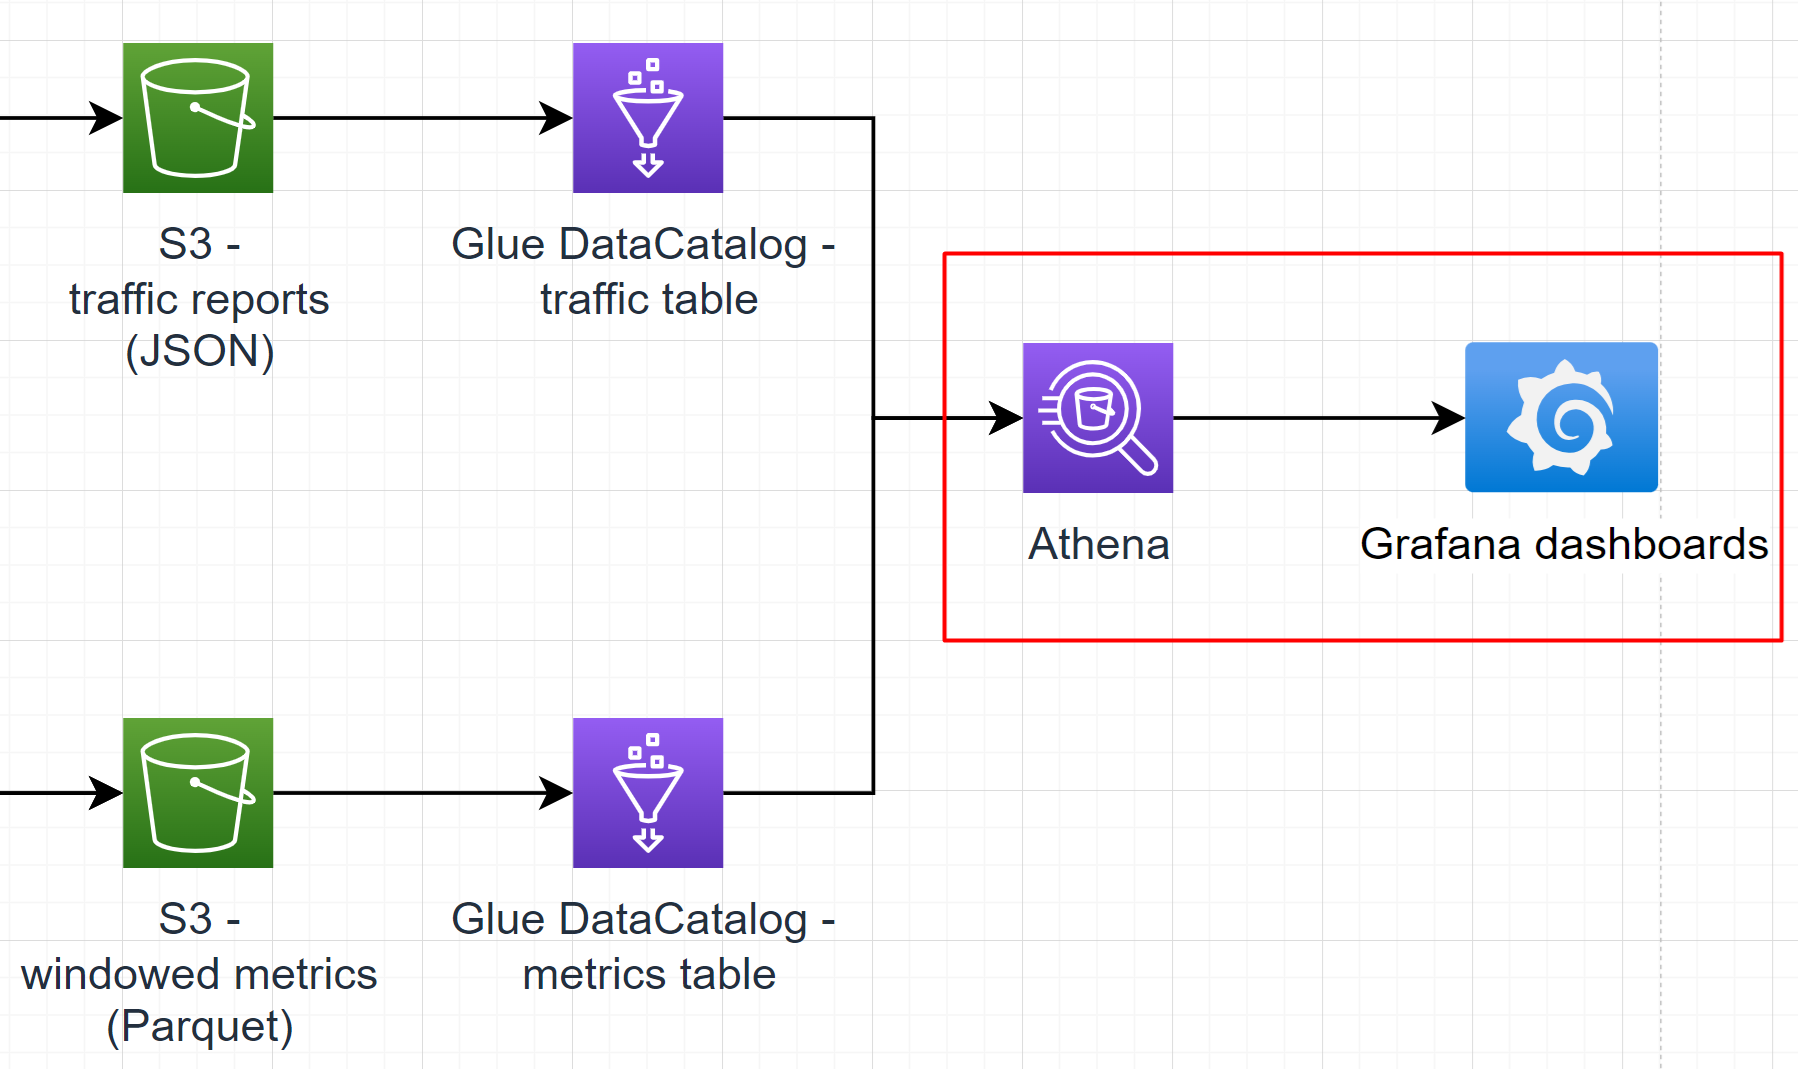 S3 -
traffic reports
(JSON)
Glue DataCatalog -
traffic table
Athena
Grafana dashboards
S3 -
windowed metrics
(Parquet)
Glue DataCatalog -
metrics table